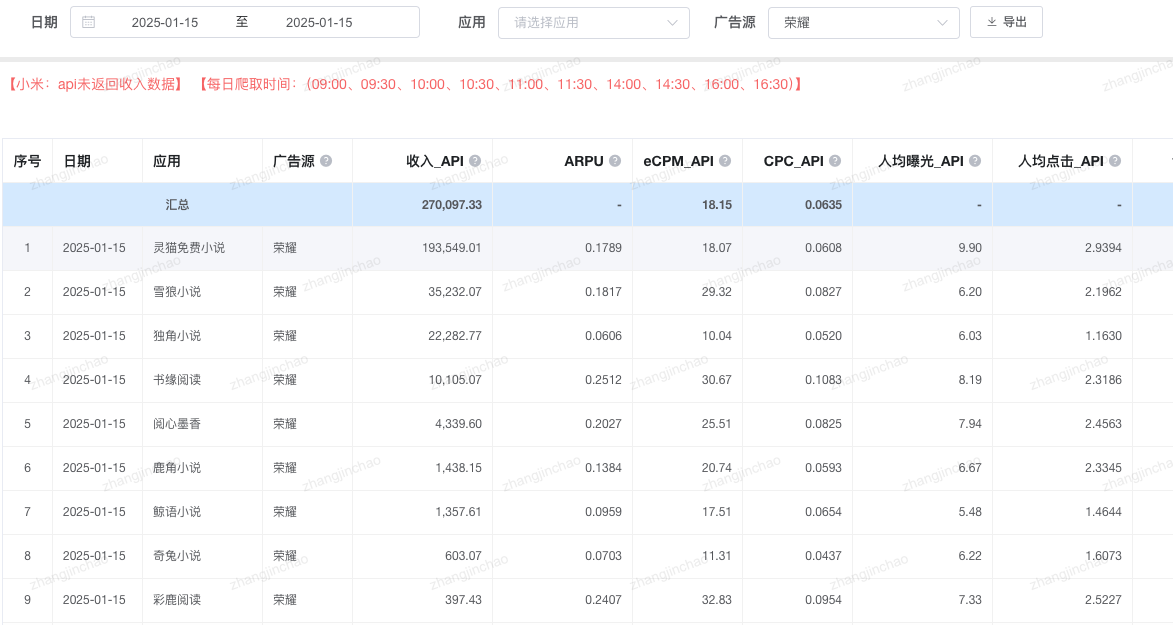 日期 2025-01-15 至 2025-01-15 应用 请选择应用 广告源 荣耀 导出
【小米：api未返回收入数据】 【每日爬取时间：（09:00、09:30、10:00、10:30、11:00、11:30、14:00、14:30、16:00、16:30）】
序号 日期 应用 广告源 收入_API ARPU eCPM_API CPC_API 人均曝光_API 人均点击_API
汇总 270,097.33 - 18.15 0.0635 - -
1 2025-01-15 灵猫免费小说 荣耀 193,549.01 0.1789 18.07 0.0608 9.90 2.9394
2 2025-01-15 雪狼小说 荣耀 35,232.07 0.1817 29.32 0.0827 6.20 2.1962
3 2025-01-15 独角小说 荣耀 22,282.77 0.0606 10.04 0.0520 6.03 1.1630
4 2025-01-15 书缘阅读 荣耀 10,105.07 0.2512 30.67 0.1083 8.19 2.3186
5 2025-01-15 阅心墨香 荣耀 4,339.60 0.2027 25.51 0.0825 7.94 2.4563
6 2025-01-15 鹿角小说 荣耀 1,438.15 0.1384 20.74 0.0593 6.67 2.3345
7 2025-01-15 鲸语小说 荣耀 1,357.61 0.0959 17.51 0.0654 5.48 1.4644
8 2025-01-15 奇兔小说 荣耀 603.07 0.0703 11.31 0.0437 6.22 1.6073
9 2025-01-15 彩鹿阅读 荣耀 397.43 0.2407 32.83 0.0954 7.33 2.5227
zhangjinchao